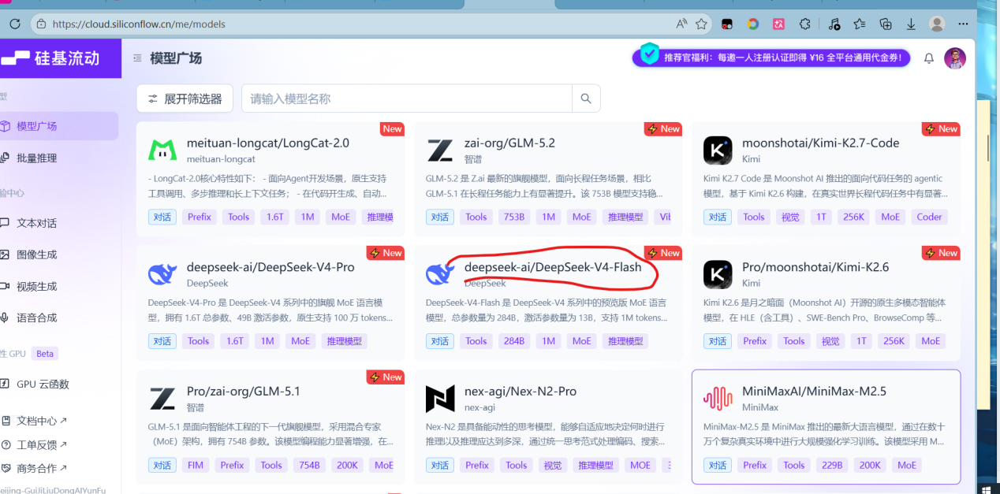 https://cloud.siliconflow.cn/me/models
硅基流动
模型广场
推荐官福利：每邀一人注册认证即得 ¥16 全平台通用代金券！
型
模型广场
批量推理
验中心
文本对话
图像生成
视频生成
语音合成
性 GPU Beta
GPU 云函数
文档中心
工单反馈
商务合作
展开筛选器
请输入模型名称
New
meituan-longcat/LongCat-2.0
meituan-longcat
- LongCat-2.0核心特性如下： - 面向Agent开发场景，原生支持
工具调用、多步推理和长上下文任务； - 在代码开生成、自动...
对话 Prefix Tools 1.6T 1M MoE 推理模
New
zai-org/GLM-5.2
智谱
GLM-5.2 是 Z.ai 最新的旗舰模型，面向长程任务场景，相比
GLM-5.1 在长程任务能力上有显著提升。该 753B 模型支持稳...
对话 Tools 753B 1M MoE 推理模型
New
moonshotai/Kimi-K2.7-Code
Kimi
Kimi K2.7 Code 是 Moonshot AI 推出的面向代码任务的 agentic
模型，基于 Kimi K2.6 构建，在真实世界长程代码任务中有显著...
对话 Tools 视觉 1T 256K MoE Coder
New
deepseek-ai/DeepSeek-V4-Pro
DeepSeek
DeepSeek-V4-Pro 是 DeepSeek-V4 系列中的旗舰 MoE 语言模
型，拥有 1.6T 总参数、49B 激活参数，原生支持 100 万 tokens...
对话 Tools 1.6T 1M MoE 推理模型
New
deepseek-ai/DeepSeek-V4-Flash
DeepSeek
DeepSeek-V4-Flash 是 DeepSeek-V4 系列中的预览版 MoE 语言
模型，总参数量为 284B，激活参数量为 13B，支持 1M tokens...
对话 Tools 284B 1M MoE 推理模型
New
Pro/moonshotai/Kimi-K2.6
Kimi
Kimi K2.6 是月之暗面（Moonshot AI）开源的原生多模态智能体
模型，在 HLE（含工具）、SWE-Bench Pro、BrowseComp 等...
对话 Prefix Tools 视觉 1T 256K MoE
New
Pro/zai-org/GLM-5.1
智谱
GLM-5.1 是面向智能体工程的下一代旗舰模型，采用混合专家
（MoE）架构，拥有 754B 参数。该模型编程能力显著增强，在...
对话 FIM Prefix Tools 754B 200K MoE
nex-agi/Nex-N2-Pro
nex-agi
Nex-N2 是具备能动性的思考模型，能够自适应地决定何时进行
推理以及推理应达到多深，通过统一思考范式处理编码、搜索...
对话 Prefix Tools 视觉 推理模型 MOE
MiniMaxAI/MiniMax-M2.5
MiniMax
MiniMax-M2.5 是 MiniMax 推出的最新大语言模型，通过在数十
万个复杂真实环境中进行大规模强化学习训练。该模型采用 M...
对话 Prefix Tools 229B 200K MoE